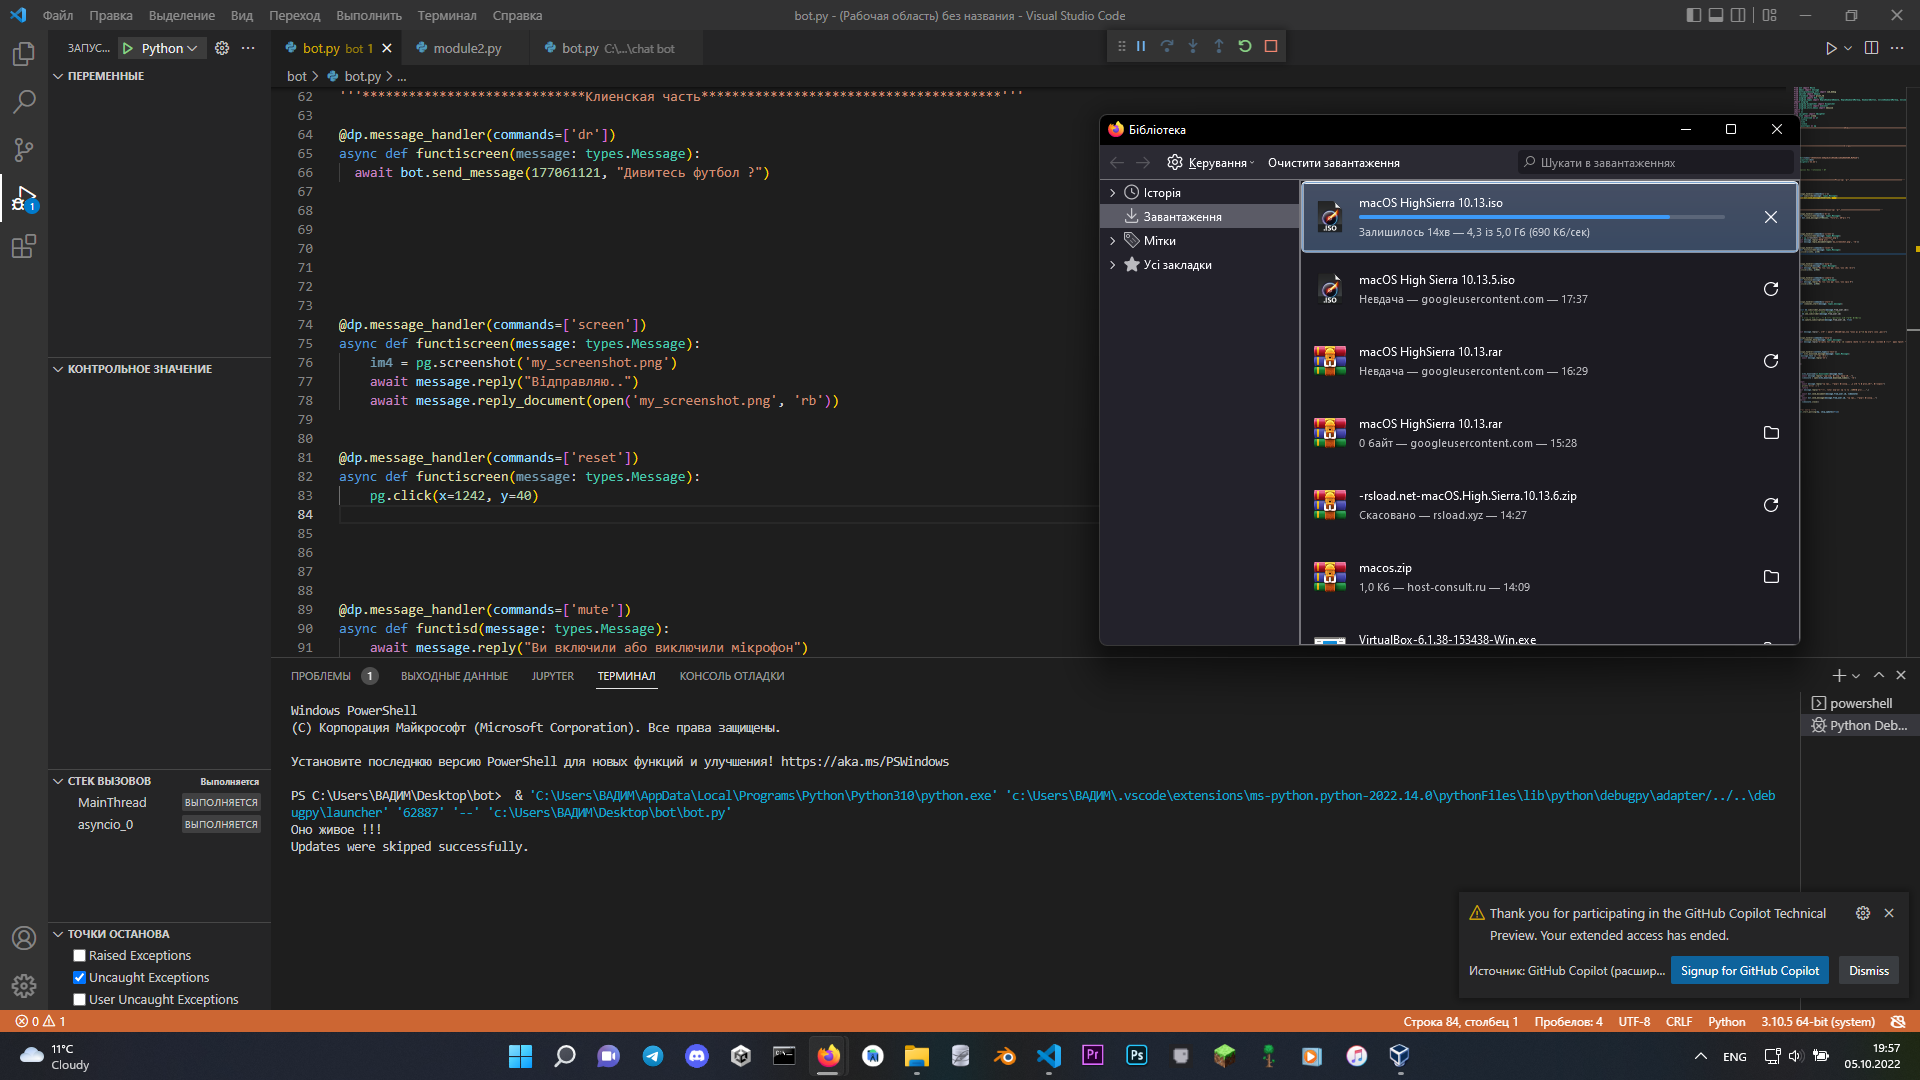 Файл Правка Выделение Вид Переход Выполнить Терминал Справка
bot.py - (Рабочая область) без названия - Visual Studio Code
ЗАПУС... Python
bot.py bot 1
module2.py
bot.py C:\...\chat bot
ПЕРЕМЕННЫЕ
bot > bot.py > ...
62 '''*****************************Клиенская часть***************************************'''
63
64 @dp.message_handler(commands=['dr'])
65 async def functiscreen(message: types.Message):
66 await bot.send_message(177061121, "Дивитесь футбол ?")
67
68
69
70
71
72
73
74 @dp.message_handler(commands=['screen'])
75 async def functiscreen(message: types.Message):
76 im4 = pg.screenshot('my_screenshot.png')
77 await message.reply("Відправляю..")
78 await message.reply_document(open('my_screenshot.png', 'rb'))
79
80
81 @dp.message_handler(commands=['reset'])
82 async def functiscreen(message: types.Message):
83 pg.click(x=1242, y=40)
84
85
86
87
88
89 @dp.message_handler(commands=['mute'])
90 async def functisd(message: types.Message):
91 await message.reply("Ви включили або виключили мікрофон")
Бібліотека
Керування Очистити завантаження
Шукати в завантаженнях
Історія
Завантаження
Мітки
Усі закладки
macOS HighSierra 10.13.iso
Залишилось 14хв — 4,3 із 5,0 Гб (690 Кб/сек)
.iso
macOS High Sierra 10.13.5.iso
Невдача — googleusercontent.com — 17:37
.iso
macOS HighSierra 10.13.rar
Невдача — googleusercontent.com — 16:29
macOS HighSierra 10.13.rar
0 байт — googleusercontent.com — 15:28
-rsload.net-macOS.High.Sierra.10.13.6.zip
Скасовано — rsload.xyz — 14:27
macos.zip
1,0 Кб — host-consult.ru — 14:09
VirtualBox-6.1.38-153438-Win.exe
КОНТРОЛЬНОЕ ЗНАЧЕНИЕ
СТЕК ВЫЗОВОВ Выполняется
MainThread ВЫПОЛНЯЕТСЯ
asyncio_0 ВЫПОЛНЯЕТСЯ
ТОЧКИ ОСТАНОВА
Raised Exceptions
Uncaught Exceptions
User Uncaught Exceptions
1
ПРОБЛЕМЫ 1 ВЫХОДНЫЕ ДАННЫЕ JUPYTER ТЕРМИНАЛ КОНСОЛЬ ОТЛАДКИ
Windows PowerShell
(C) Корпорация Майкрософт (Microsoft Corporation). Все права защищены.
Установите последнюю версию PowerShell для новых функций и улучшения! https://aka.ms/PSWindows
PS C:\Users\ВАДИМ\Desktop\bot> & 'C:\Users\ВАДИМ\AppData\Local\Programs\Python\Python310\python.exe' 'c:\Users\ВАДИМ\.vscode\extensions\ms-python.python-2022.14.0\pythonFiles\lib\python\debugpy\adapter/../..\de
bugpy\launcher' '62887' '--' 'c:\Users\ВАДИМ\Desktop\bot\bot.py'
Оно живое !!!
Updates were skipped successfully.
powershell
Python Deb...
Thank you for participating in the GitHub Copilot Technical
Preview. Your extended access has ended.
Источник: GitHub Copilot (расшир...
Signup for GitHub Copilot
Dismiss
0 1
Строка 84, столбец 1 Пробелов: 4 UTF-8 CRLF Python 3.10.5 64-bit (system)
11°C
Cloudy
Pr
Ps
ENG
19:57
05.10.2022